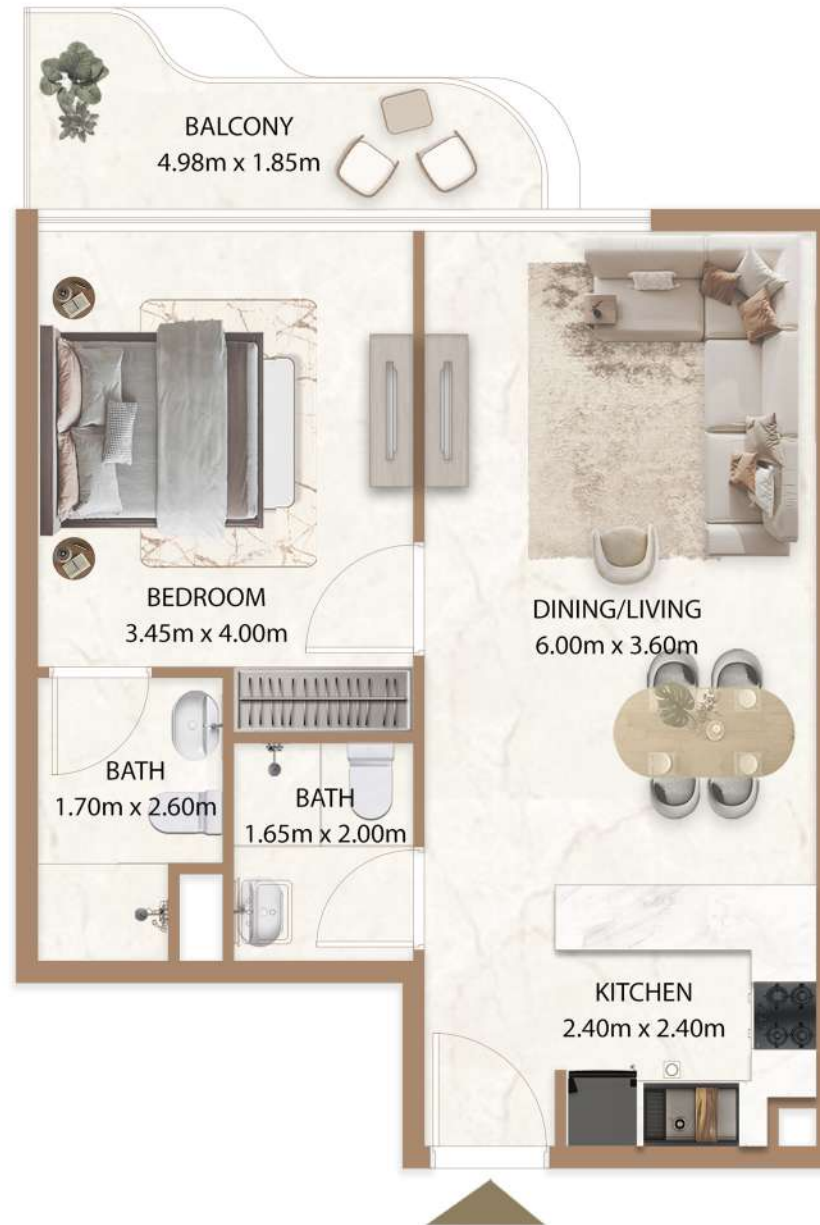 BALCONY
4.98m x 1.85m
BEDROOM
3.45m x 4.00m
DINING/LIVING
6.00m x 3.60m
BATH
1.70m x 2.60m
BATH
1.65m x 2.00m
KITCHEN
2.40m x 2.40m